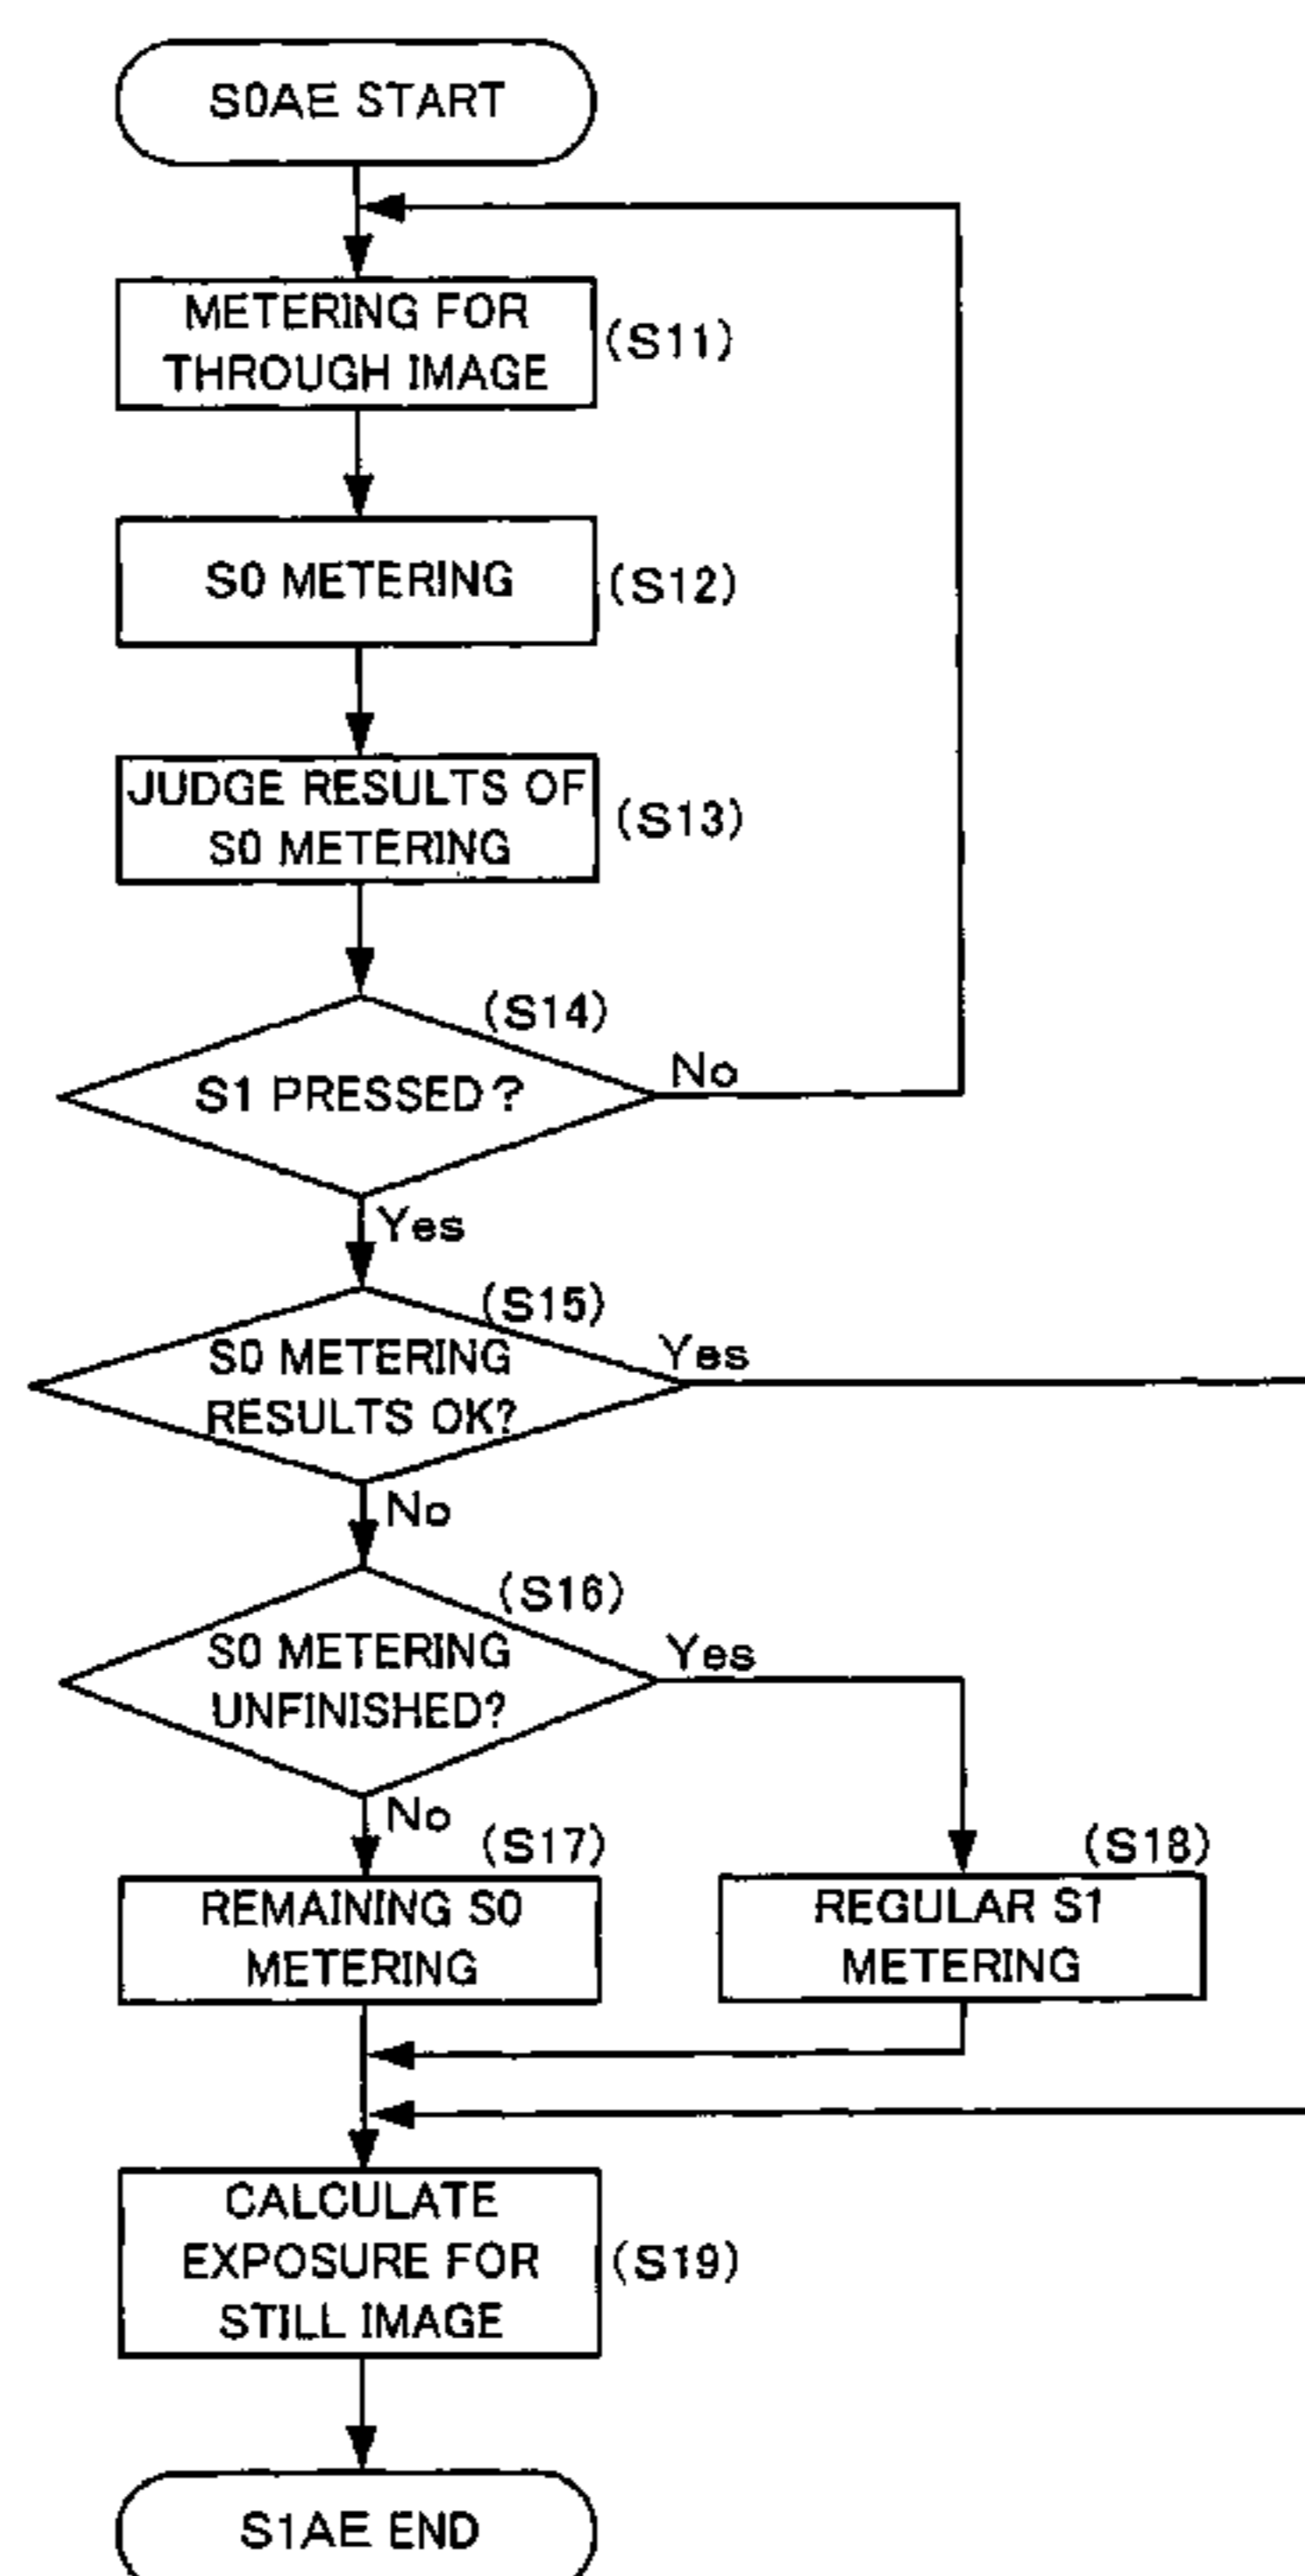 S0AE START
METERING FOR
THROUGH IMAGE
(S11)
S0 METERING
(S12)
JUDGE RESULTS OF
S0 METERING
(S13)
(S14)
S1 PRESSED?
No
Yes
(S15)
S0 METERING
RESULTS OK?
Yes
No
(S16)
S0 METERING
UNFINISHED?
Yes
No
(S17)
REMAINING S0
METERING
(S18)
REGULAR S1
METERING
CALCULATE
EXPOSURE FOR
STILL IMAGE
(S19)
S1AE END